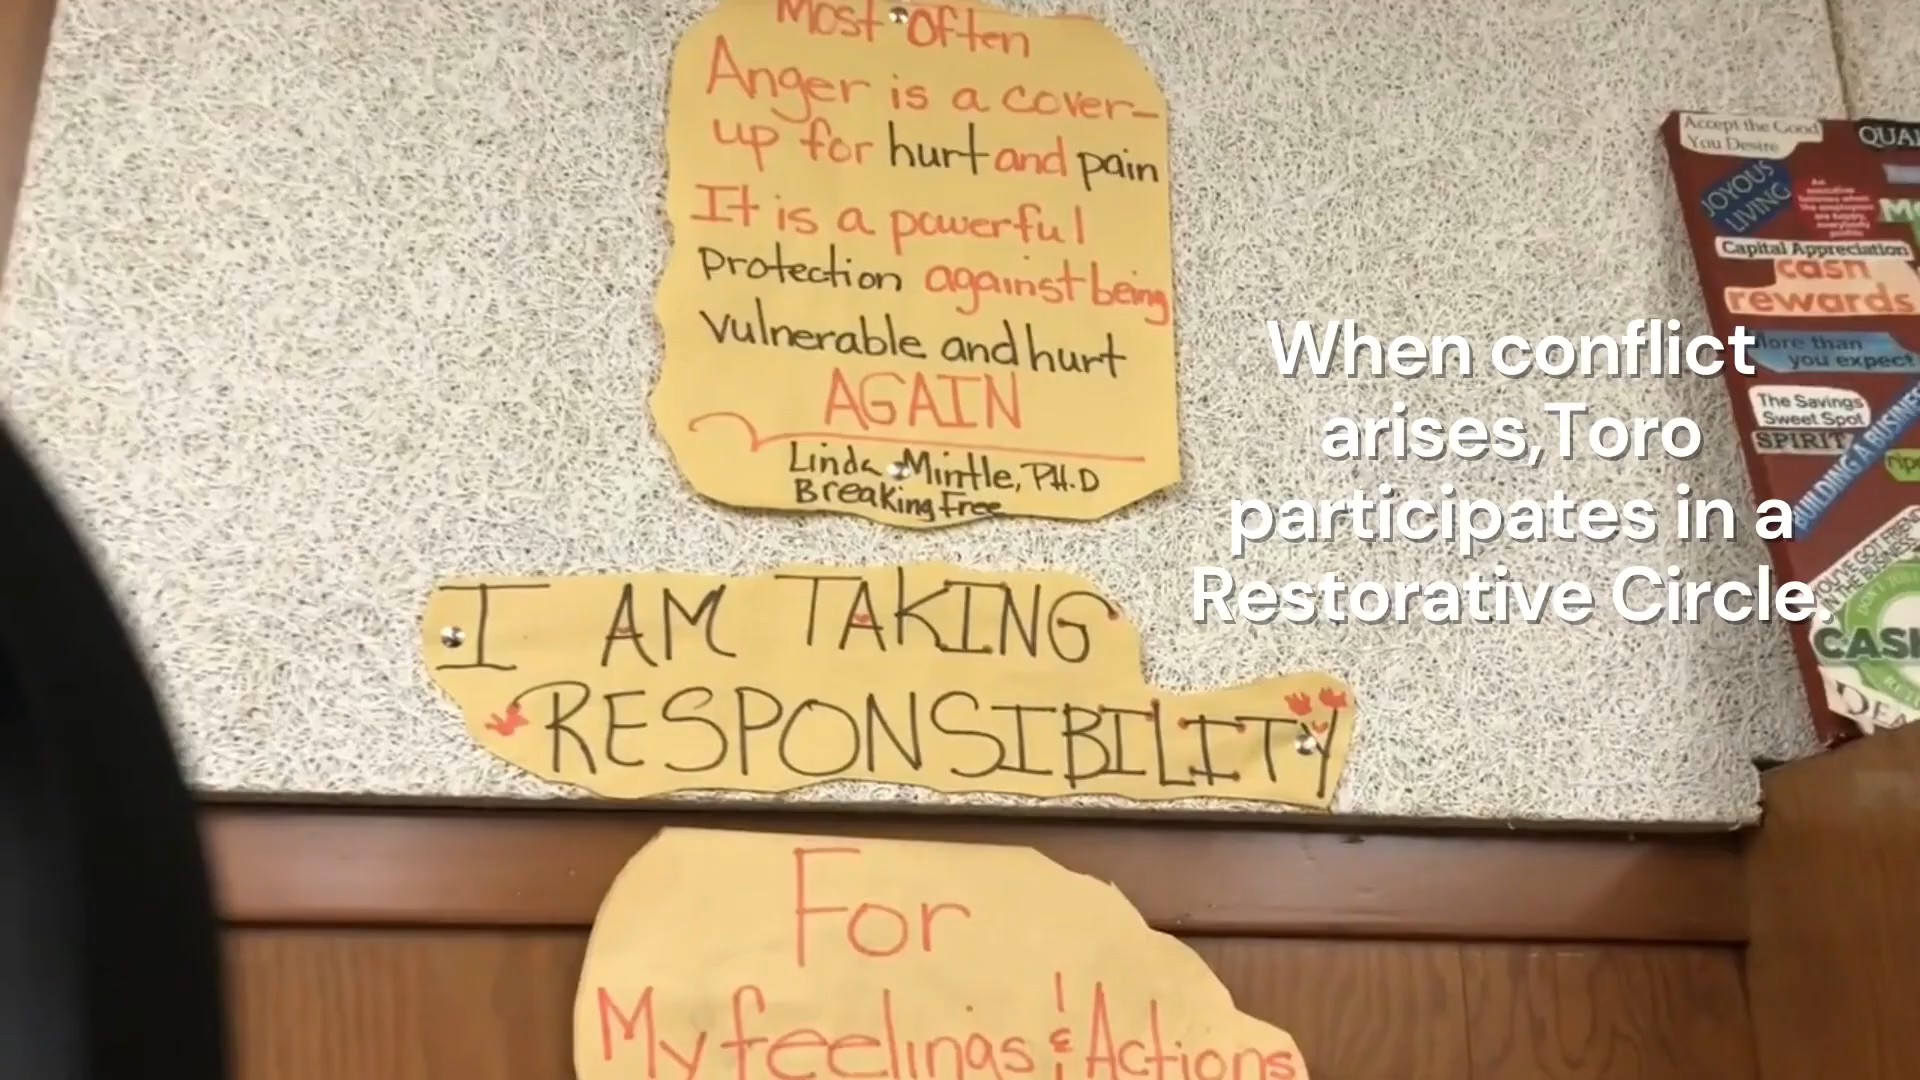 Most Often
Anger is a cover-
up for hurt and pain
It is a powerful
protection against being
vulnerable and hurt
AGAIN
Linda Mintle, PH.D
Breaking Free
I AM TAKING
RESPONSIBILITY
For
My feelings & Actions
When conflict
arises,Toro
participates in a
Restorative Circle.
Accept the Good
You Desire
JOYOUS
LIVING
Capital Appreciation
cash
rewards
More than
you expect
The Savings
Sweet Spot
SPIRIT
BUILDING A BUSINESS